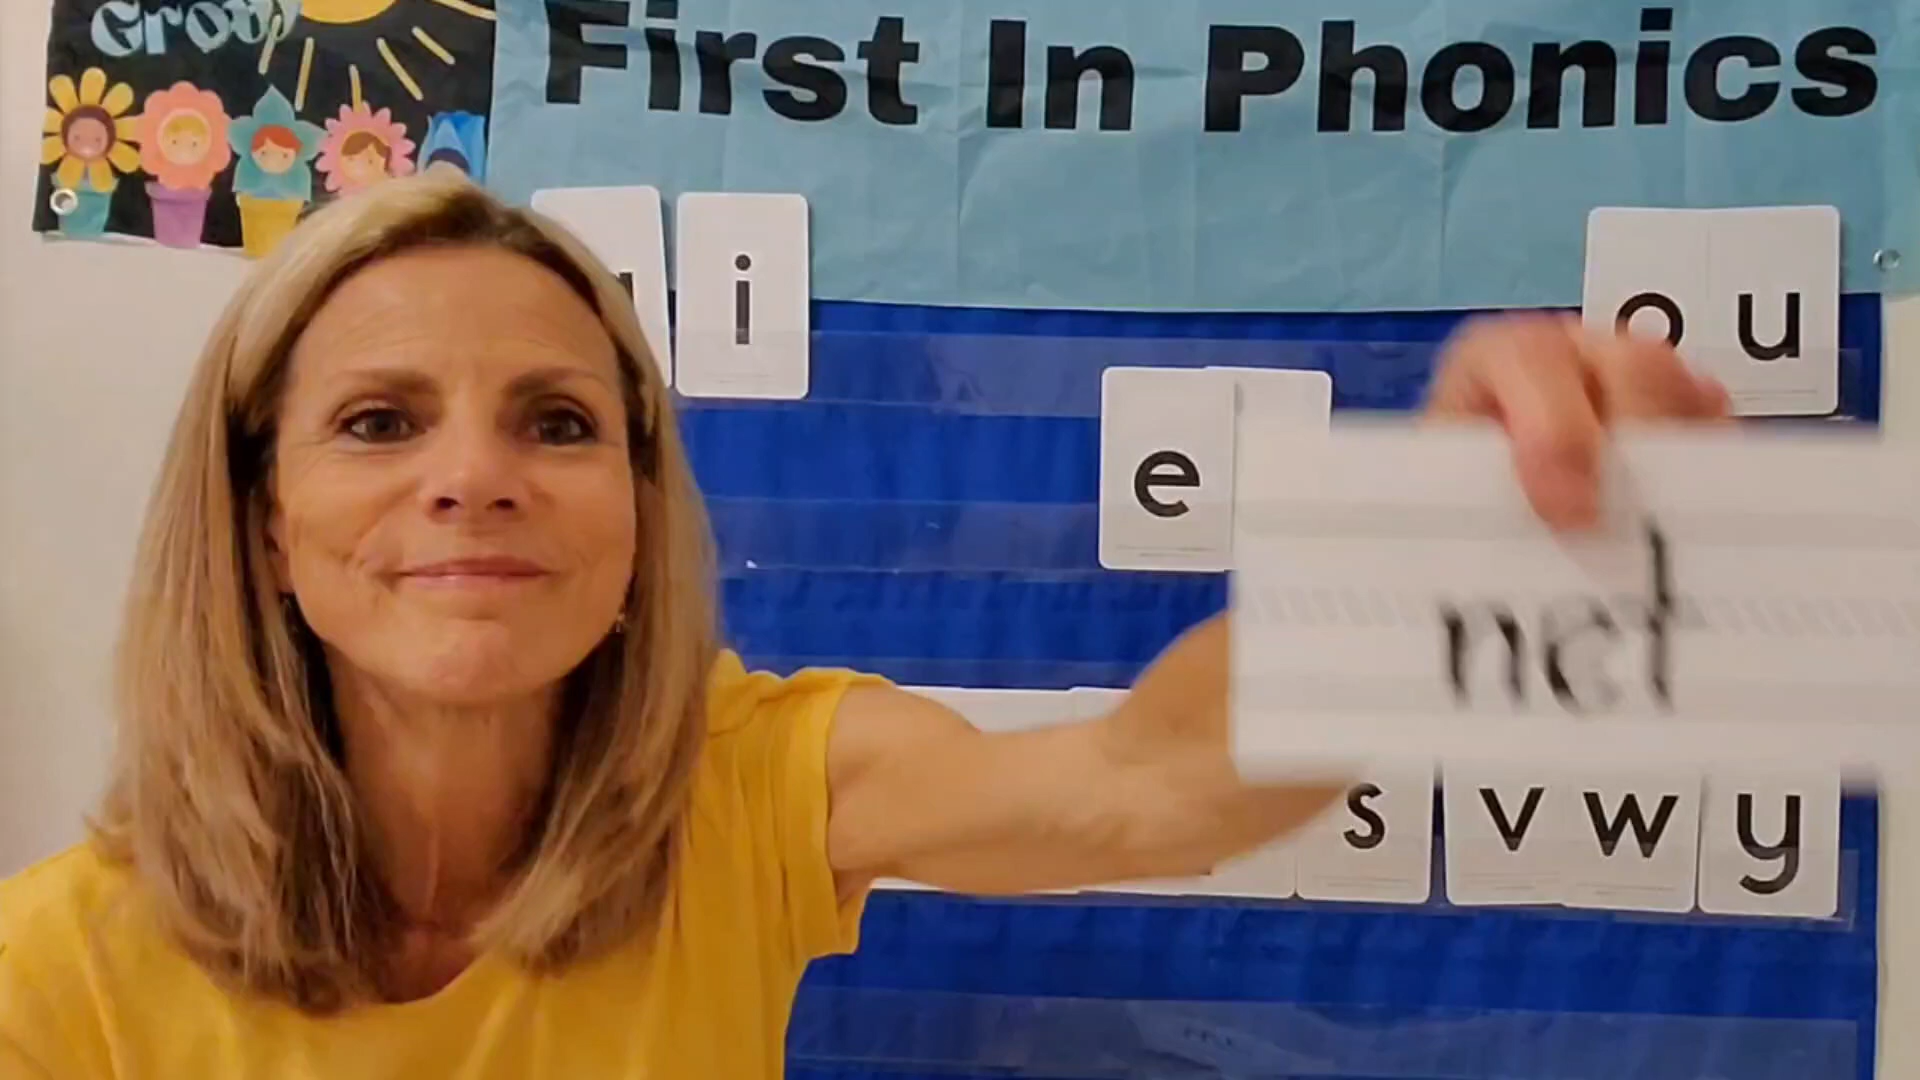 Grow
First In Phonics
i
o u
e
net
s v w y